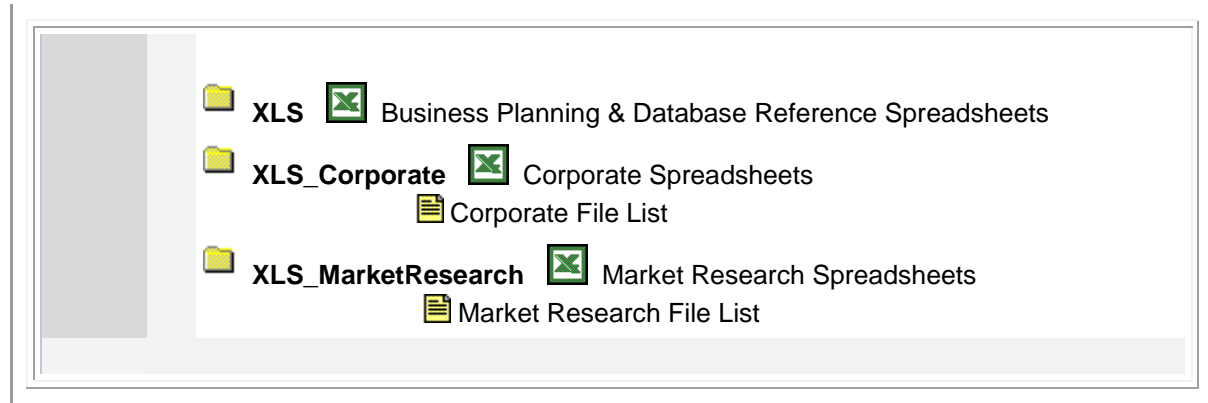 XLS Business Planning & Database Reference Spreadsheets
XLS_Corporate Corporate Spreadsheets
Corporate File List
XLS_MarketResearch Market Research Spreadsheets
Market Research File List